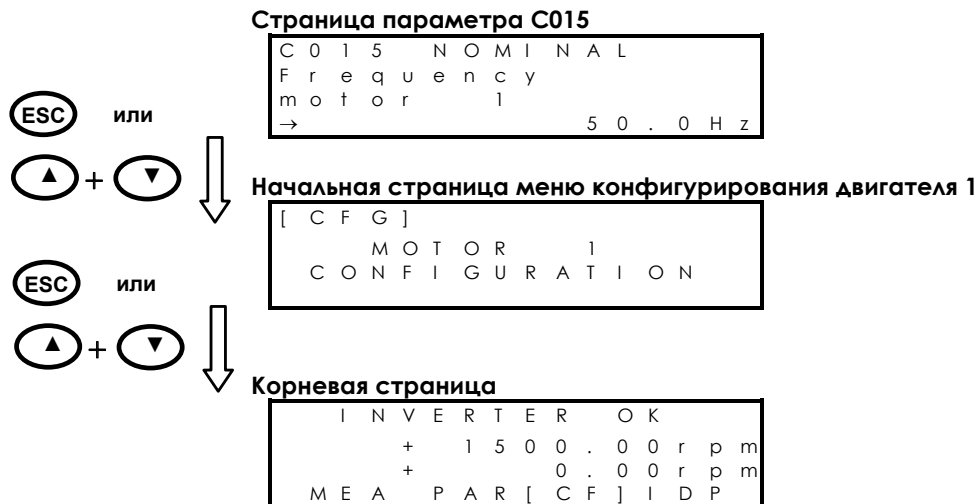 Страница параметра C015
C015 NOMINAL
Frequency
motor 1
→ 50.0Hz
ESC или
▲ + ▼
Начальная страница меню конфигурирования двигателя 1
[CFG]
MOTOR 1
CONFIGURATION
ESC или
▲ + ▼
Корневая страница
INVERTER OK
+ 1500.00rpm
+ 0.00rpm
MEA PAR[CF]IDP